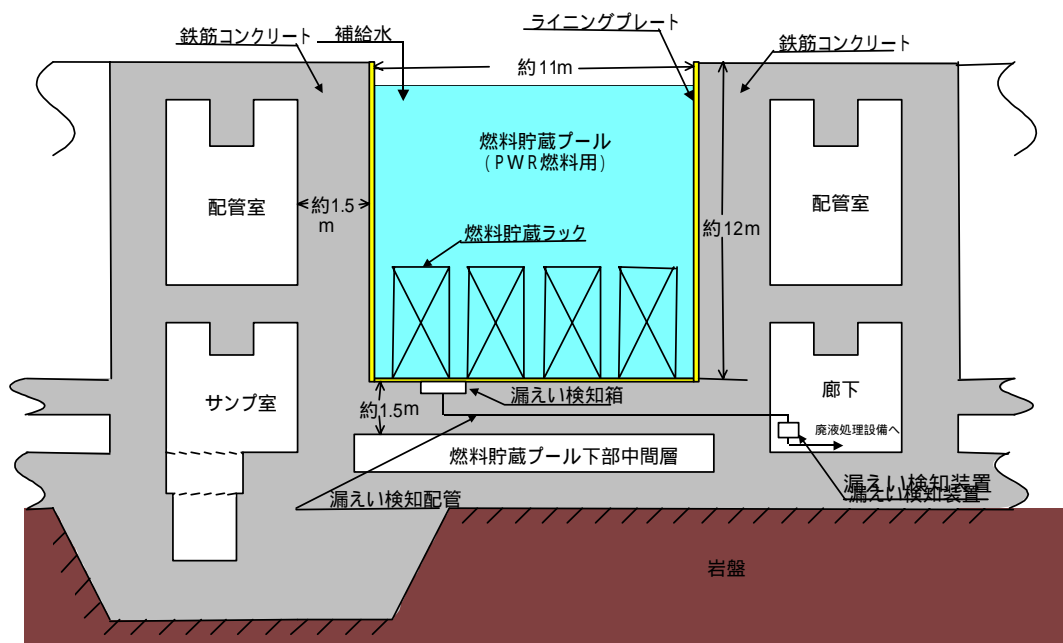 鉄筋コンクリート
補給水
ライニングプレート
鉄筋コンクリート
約11m
燃料貯蔵プール
(PWR燃料用)
配管室
約1.5
m
配管室
約12m
燃料貯蔵ラック
サンプ室
漏えい検知箱
廊下
約1.5m
廃液処理設備へ
燃料貯蔵プール下部中間層
漏えい検知装置
漏えい検知装置
漏えい検知配管
岩盤